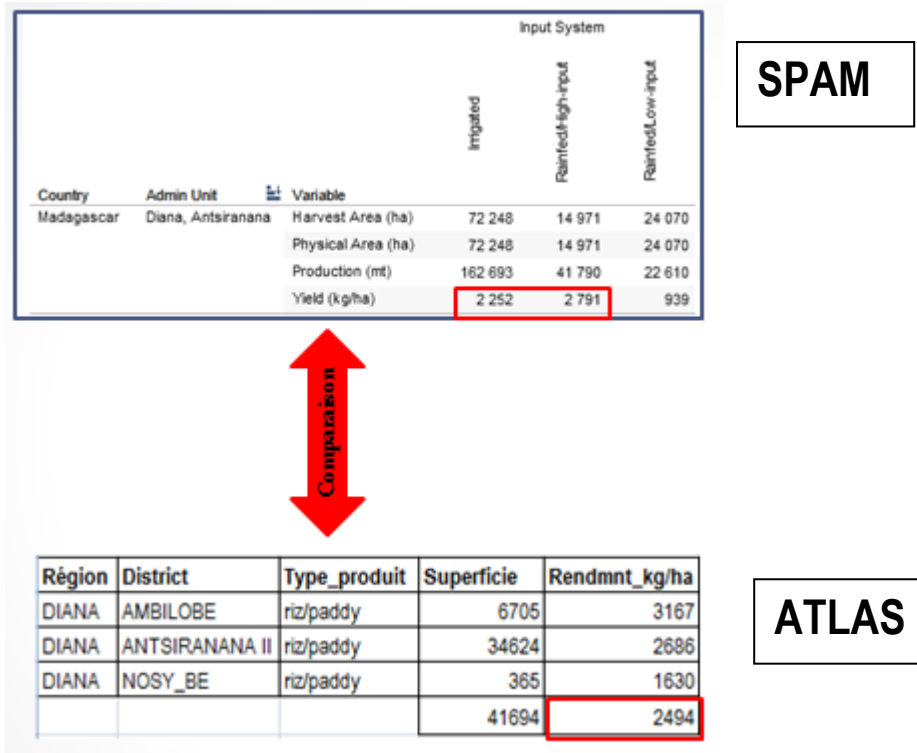 Input System
SPAM
Irrigated
Rainfed/High-input
Rainfed/Low-input
Country Admin Unit Variable
Madagascar Diana, Antsiranana Harvest Area (ha) 72 248 14 971 24 070
Physical Area (ha) 72 248 14 971 24 070
Production (mt) 162 693 41 790 22 610
Yield (kg/ha) 2 252 2 791 939
Comparaison
Région District Type_produit Superficie Rendmnt_kg/ha
DIANA AMBILOBE riz/paddy 6705 3167
DIANA ANTSIRANANA II riz/paddy 34624 2686
DIANA NOSY_BE riz/paddy 365 1630
41694 2494
ATLAS